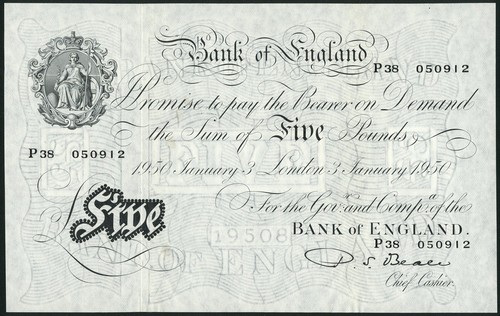 Bank of England
P38 050912
I Promise to pay the Bearer on Demand
the Sum of Five Pounds
P38 050912
1950 January 3 London 3 January 1950
For the Gov.r and Comp.a of the
Five
BANK OF ENGLAND.
P38 050912
P. S. Beale
Chief Cashier.